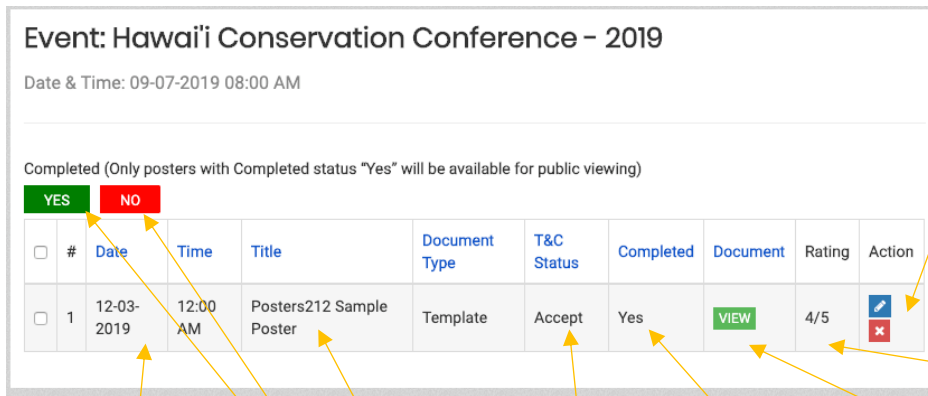 Event: Hawai'i Conservation Conference - 2019
Date & Time: 09-07-2019 08:00 AM
Completed (Only posters with Completed status "Yes" will be available for public viewing)
YES NO
# Date Time Title Document Type T&C Status Completed Document Rating Action
1 12-03-2019 12:00 AM Posters212 Sample Poster Template Accept Yes VIEW 4/5